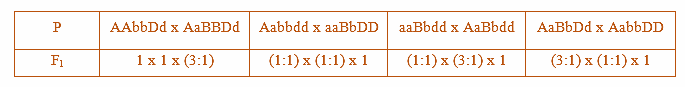 P AAbbDd x AaBBDd Aabbdd x aaBbDD aaBbdd x AaBbdd AaBbDd x AabbDD
F₁ 1 x 1 x (3:1) (1:1) x (1:1) x 1 (1:1) x (3:1) x 1 (3:1) x (1:1) x 1